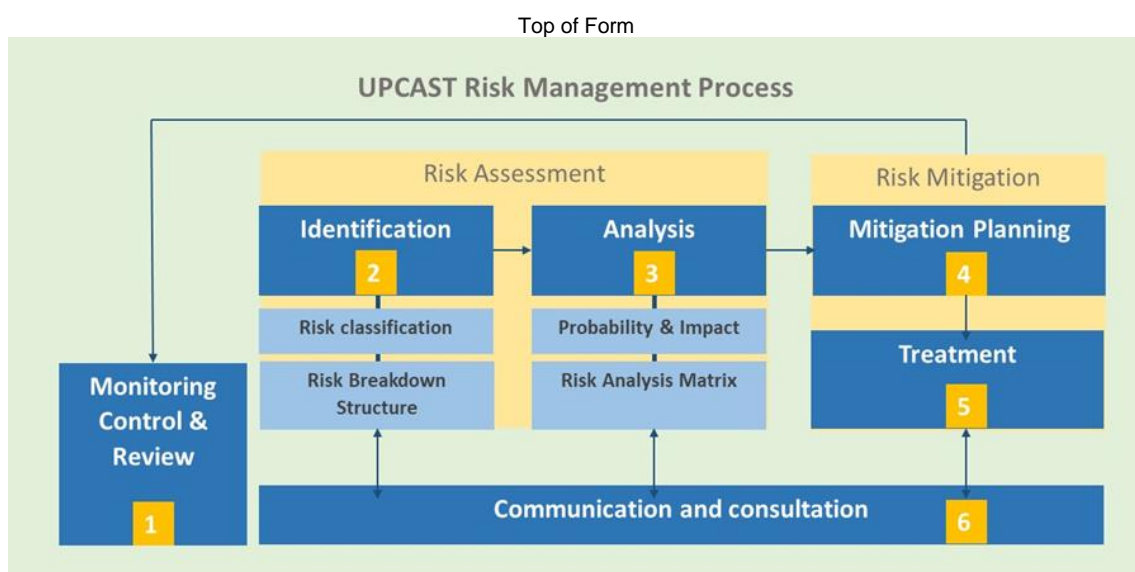 Top of Form
UPCAST Risk Management Process
Risk Assessment
Risk Mitigation
Identification
2
Analysis
3
Mitigation Planning
4
Risk classification
Probability & Impact
Risk Breakdown
Structure
Risk Analysis Matrix
Treatment
5
Monitoring
Control &
Review
1
Communication and consultation
6